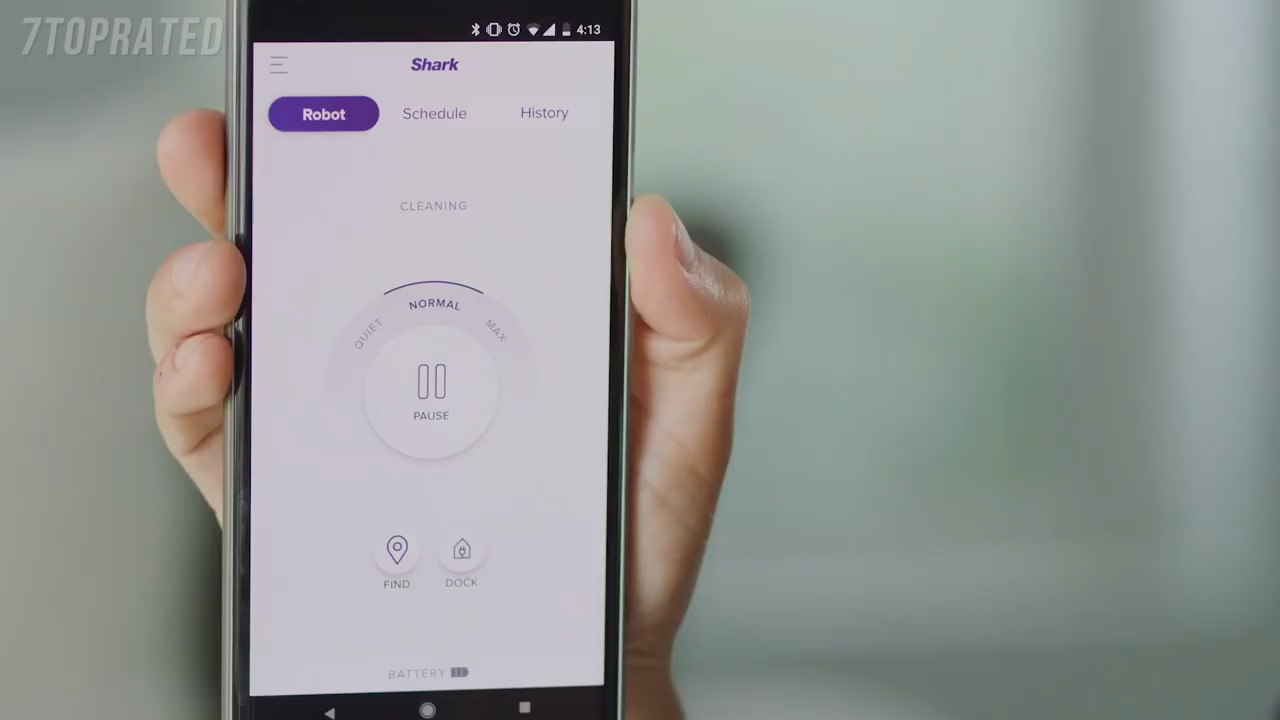 7TOPRATED
4:13
Shark
Robot Schedule History
CLEANING
QUIET NORMAL MAX
PAUSE
FIND DOCK
BATTERY